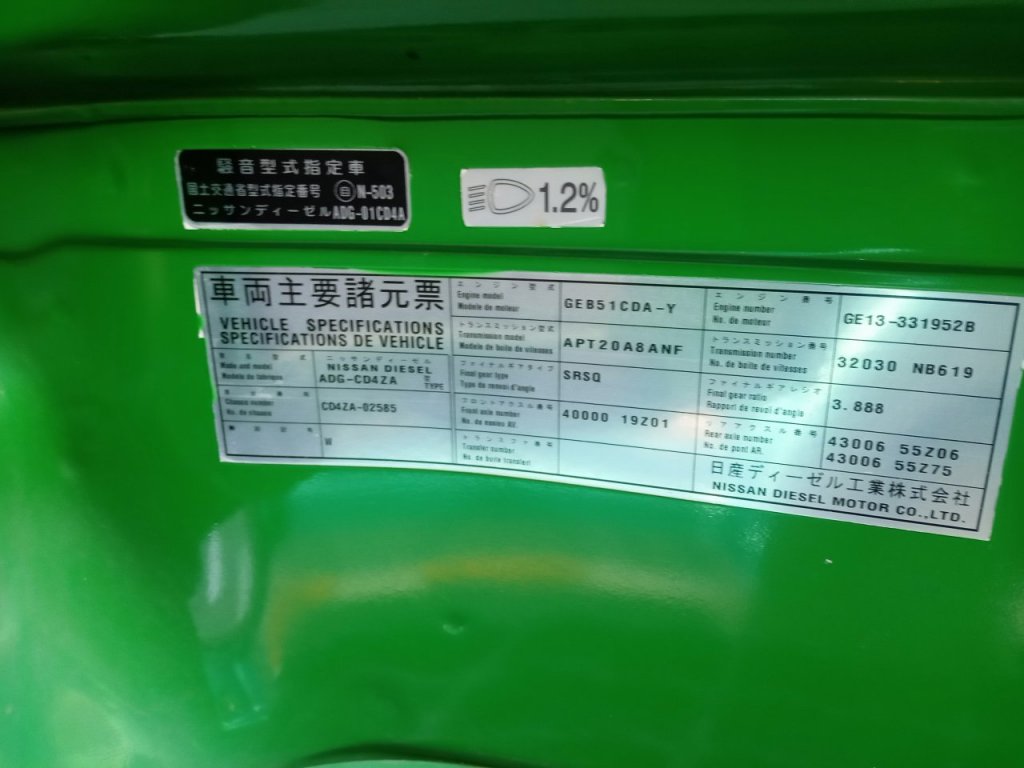 騒音型式指定車
国土交通省型式指定番号 自 N-503
ニッサンディーゼル ADG-01CD4A
1.2%
車両主要諸元票
VEHICLE SPECIFICATIONS
SPECIFICATIONS DE VEHICLE
Make and model
Modele de fabrique
ニッサンディーゼル
NISSAN DIESEL
ADG-CD4ZA 型 TYPE
Chassis number
No. de chassis
CD4ZA-02585
W
エンジン型式
Engine model
Modele de moteur
GEB51CDA-Y
トランスミッション型式
Transmission model
Modele de boite de vitesses
APT20A8ANF
ファイナルギアタイプ
Final gear type
Type de renvoi d'angle
SRSQ
フロントアクスル番号
Front axle number
No. de essieu AV.
40000 19Z01
トランスファ番号
Transfer number
No. de boite transfert
エンジン番号
Engine number
No. de moteur
GE13-331952B
トランスミッション番号
Transmission number
No. de boite de vitesses
32030 NB619
ファイナルギアレシオ
Final gear ratio
Rapport de renvoi d'angle
3.888
リヤアクスル番号
Rear axle number
No. de pont AR.
43006 55Z06
43006 55Z75
日産ディーゼル工業株式会社
NISSAN DIESEL MOTOR CO.,LTD.